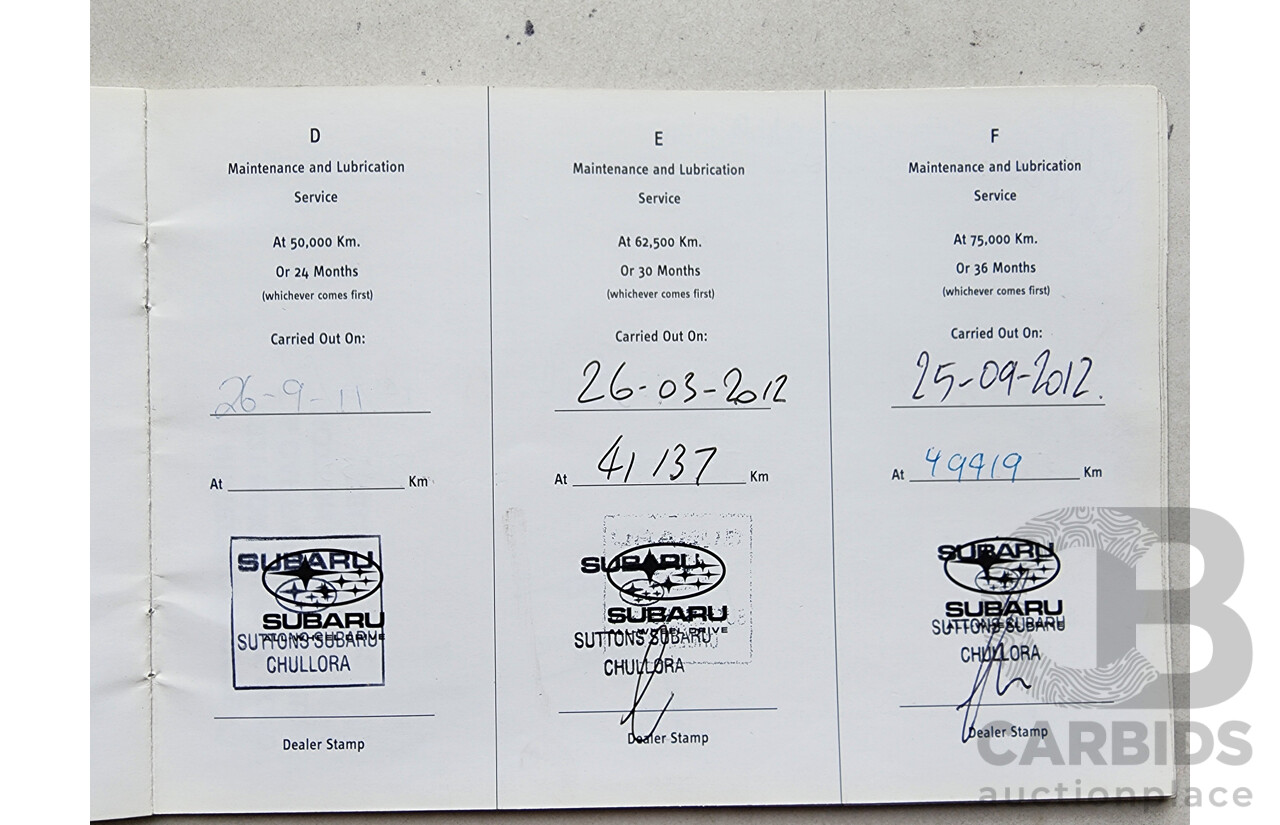 D
Maintenance and Lubrication
Service
At 50,000 Km.
Or 24 Months
(whichever comes first)
Carried Out On:
26-9-11
At Km
SUBARU
SUBARU
SUTTONS SUBARU
CHULLORA
Dealer Stamp
E
Maintenance and Lubrication
Service
At 62,500 Km.
Or 30 Months
(whichever comes first)
Carried Out On:
26-03-2012
At 41137 Km
SUBARU
SUBARU
SUTTONS SUBARU
CHULLORA
Dealer Stamp
F
Maintenance and Lubrication
Service
At 75,000 Km.
Or 36 Months
(whichever comes first)
Carried Out On:
25-09-2012.
At 49419 Km
SUBARU
SUBARU
SUTTONS SUBARU
CHULLORA
Dealer Stamp
CARBIDS
auctionplace